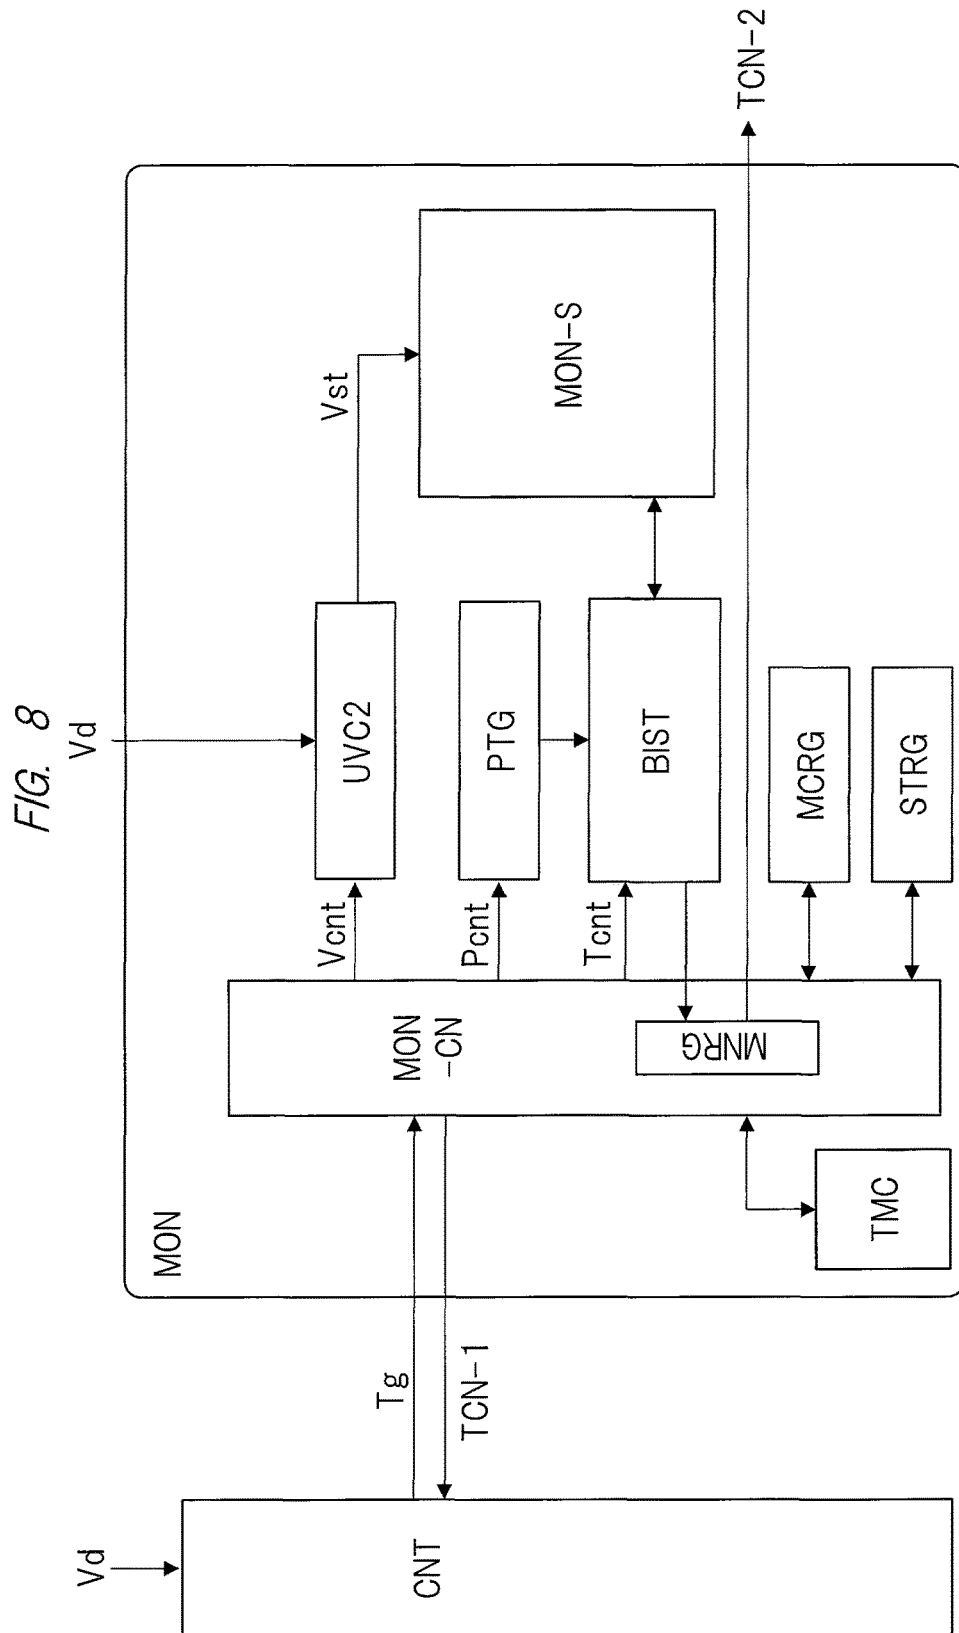 FIG. 8
Vd
Vd
MON
CNT
Tg
TCN-1
MON
-CN
TMC
Vcnt
UVC2
Vst
MON-S
Pcnt
PTG
Tcnt
BIST
MNRG
MCRG
STRG
TCN-2